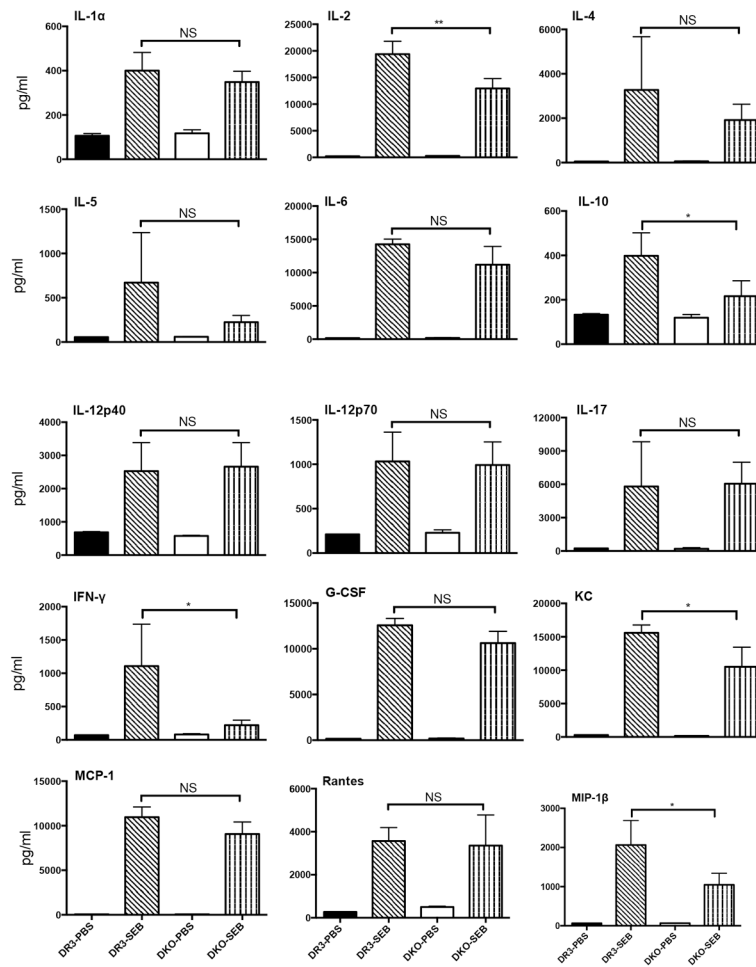 IL-1α
NS
600
400
200
0
pg/ml
IL-2
**
25000
20000
15000
10000
5000
0
IL-4
NS
6000
4000
2000
0
IL-5
NS
1500
1000
500
0
pg/ml
IL-6
NS
20000
15000
10000
5000
0
IL-10
*
600
400
200
0
IL-12p40
NS
4000
3000
2000
1000
0
pg/ml
IL-12p70
NS
1500
1000
500
0
IL-17
NS
12000
9000
6000
3000
0
IFN-γ
*
2000
1500
1000
500
0
pg/ml
G-CSF
NS
15000
10000
5000
0
KC
*
20000
15000
10000
5000
0
MCP-1
NS
15000
10000
5000
0
pg/ml
DR3-PBS
DR3-SEB
DKO-PBS
DKO-SEB
Rantes
NS
6000
4000
2000
0
DR3-PBS
DR3-SEB
DKO-PBS
DKO-SEB
MIP-1β
*
3000
2000
1000
0
DR3-PBS
DR3-SEB
DKO-PBS
DKO-SEB